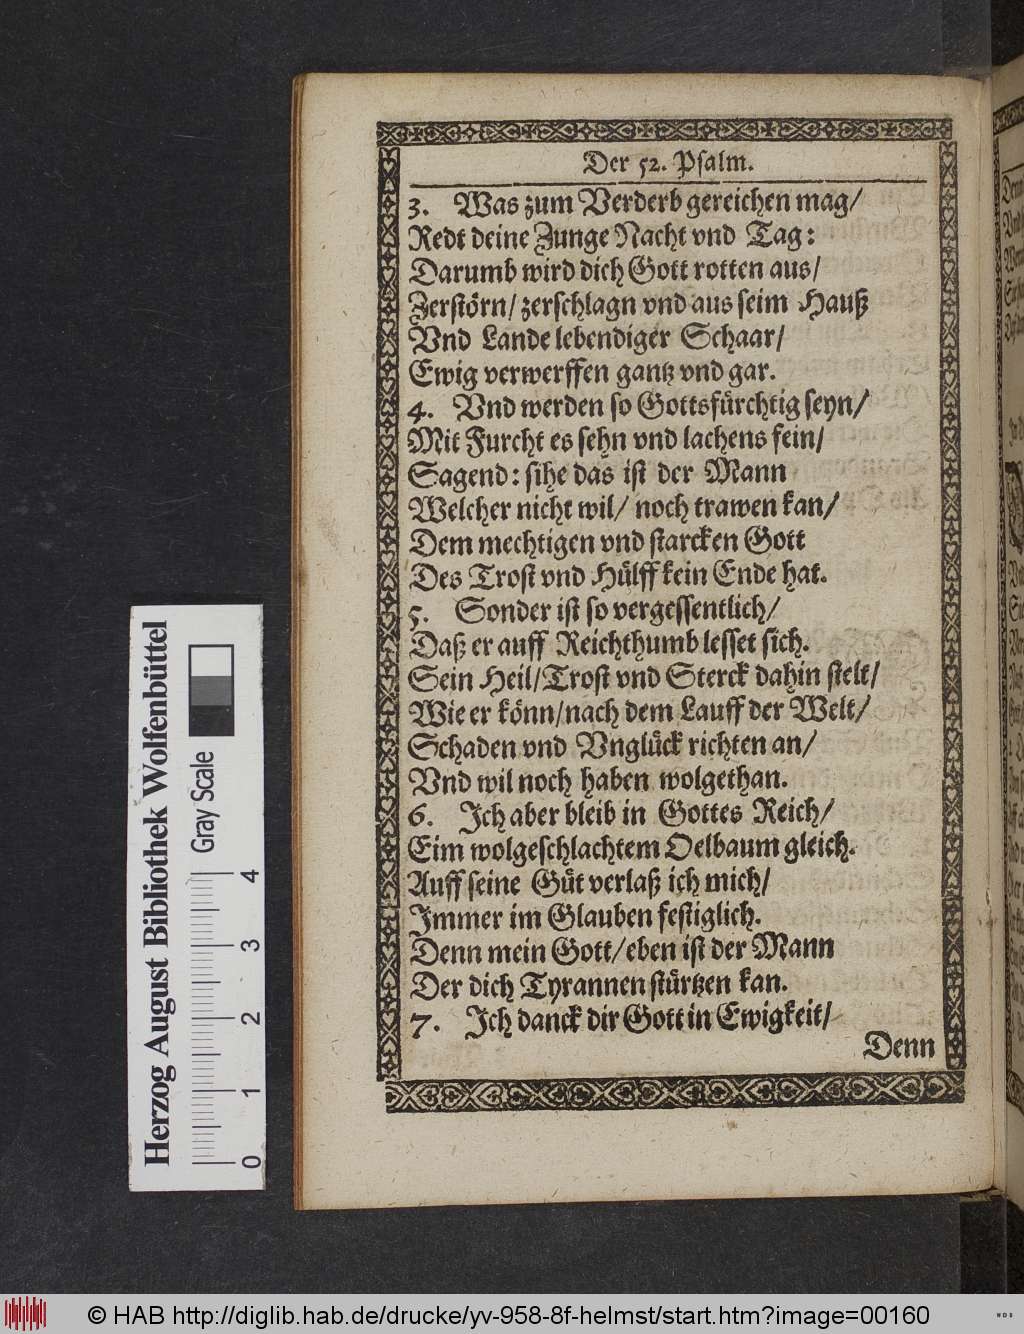 Der 52. Psalm.
3. Was zum Verderb gereichen mag/
Redt deine Zunge Nacht vnd Tag:
Darumb wird dich Gott rotten aus/
Zerstörn/ zerschlagn vnd aus seim Hauß
Vnd Lande lebendiger Schaar/
Ewig verwerffen gantz vnd gar.
4. Vnd werden so Gottsfürchtig seyn/
Mit Furcht es sehn vnd lachens fein/
Sagend: sihe das ist der Mann
Welcher nicht wil/ noch trawen kan/
Dem mechtigen vnd starcken Gott
Des Trost vnd Hülff kein Ende hat.
5. Sonder ist so vergessentlich/
Daß er auff Reichthumb lesset sich.
Sein Heil/Trost vnd Sterck dahin stelt/
Wie er könn/nach dem Lauff der Welt/
Schaden vnd Vnglück richten an/
Vnd wil noch haben wolgethan.
6. Ich aber bleib in Gottes Reich/
Eim wolgeschlachtem Oelbaum gleich.
Auff seine Güt verlaß ich mich/
Immer im Glauben festiglich.
Denn mein Gott/eben ist der Mann
Der dich Tyrannen stürtzen kan.
7. Ich danck dir Gott in Ewigkeit/
Denn
Herzog August Bibliothek Wolfenbüttel
Gray Scale
0 1 2 3 4
© HAB http://diglib.hab.de/drucke/yv-958-8f-helmst/start.htm?image=00160